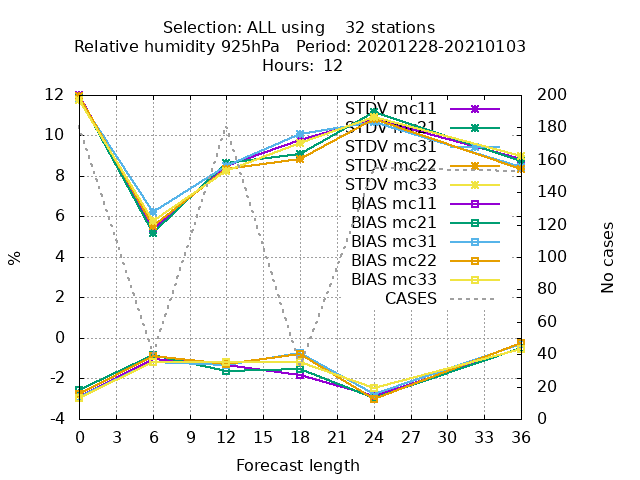 Selection: ALL using 32 stations
Relative humidity 925hPa Period: 20201228-20210103
Hours: 12
12
10
8
6
4
2
0
-2
-4
%
STDV mc11
STDV mc21
STDV mc31
STDV mc22
STDV mc33
BIAS mc11
BIAS mc21
BIAS mc31
BIAS mc22
BIAS mc33
CASES
200
180
160
140
120
100
80
60
40
20
0
No cases
0 3 6 9 12 15 18 21 24 27 30 33 36
Forecast length